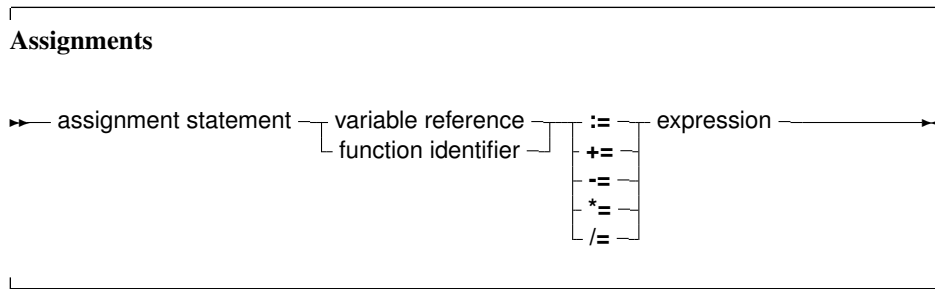 Assignments
assignment statement variable reference := expression
function identifier +=
-=
*=
/=